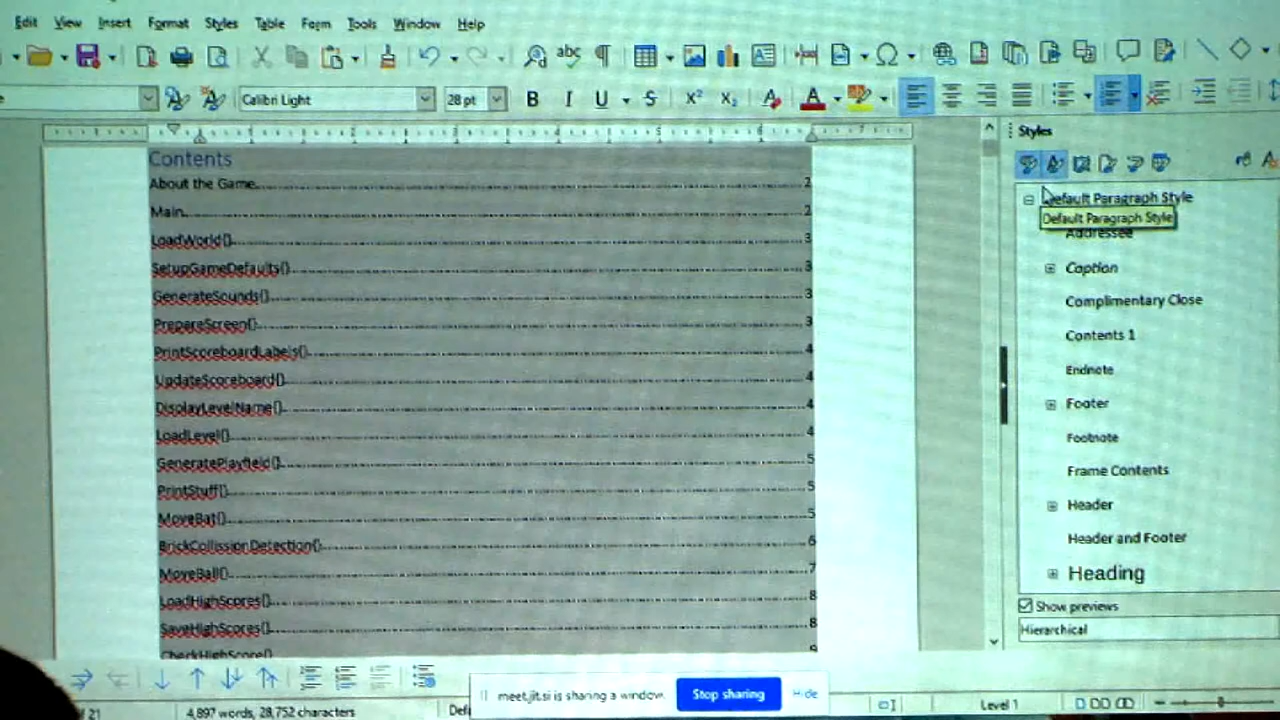 Edit View Insert Format Styles Table Form Tools Window Help
Calibri Light 28 pt
Styles
Contents
About the Game 2
Main 2
LoadWorld() 3
SetupGameDefaults() 3
GenerateSounds() 3
PrepareScreen() 3
PrintScoreboardLabels() 4
UpdateScoreboard() 4
DisplayLevelName() 4
LoadLevel() 4
GeneratePlayfield() 5
PrintStuff() 5
MoveBat() 5
BrickCollissionDetection() 6
MoveBall() 7
LoadHighScores() 8
SaveHighScores() 8
CheckHighScore() 9
Default Paragraph Style
Default Paragraph Style
Addressee
Caption
Complimentary Close
Contents 1
Endnote
Footer
Footnote
Frame Contents
Header
Header and Footer
Heading
Show previews
Hierarchical
meet.jit.si is sharing a window. Stop sharing Hide
21 4,897 words, 28,752 characters Level 1